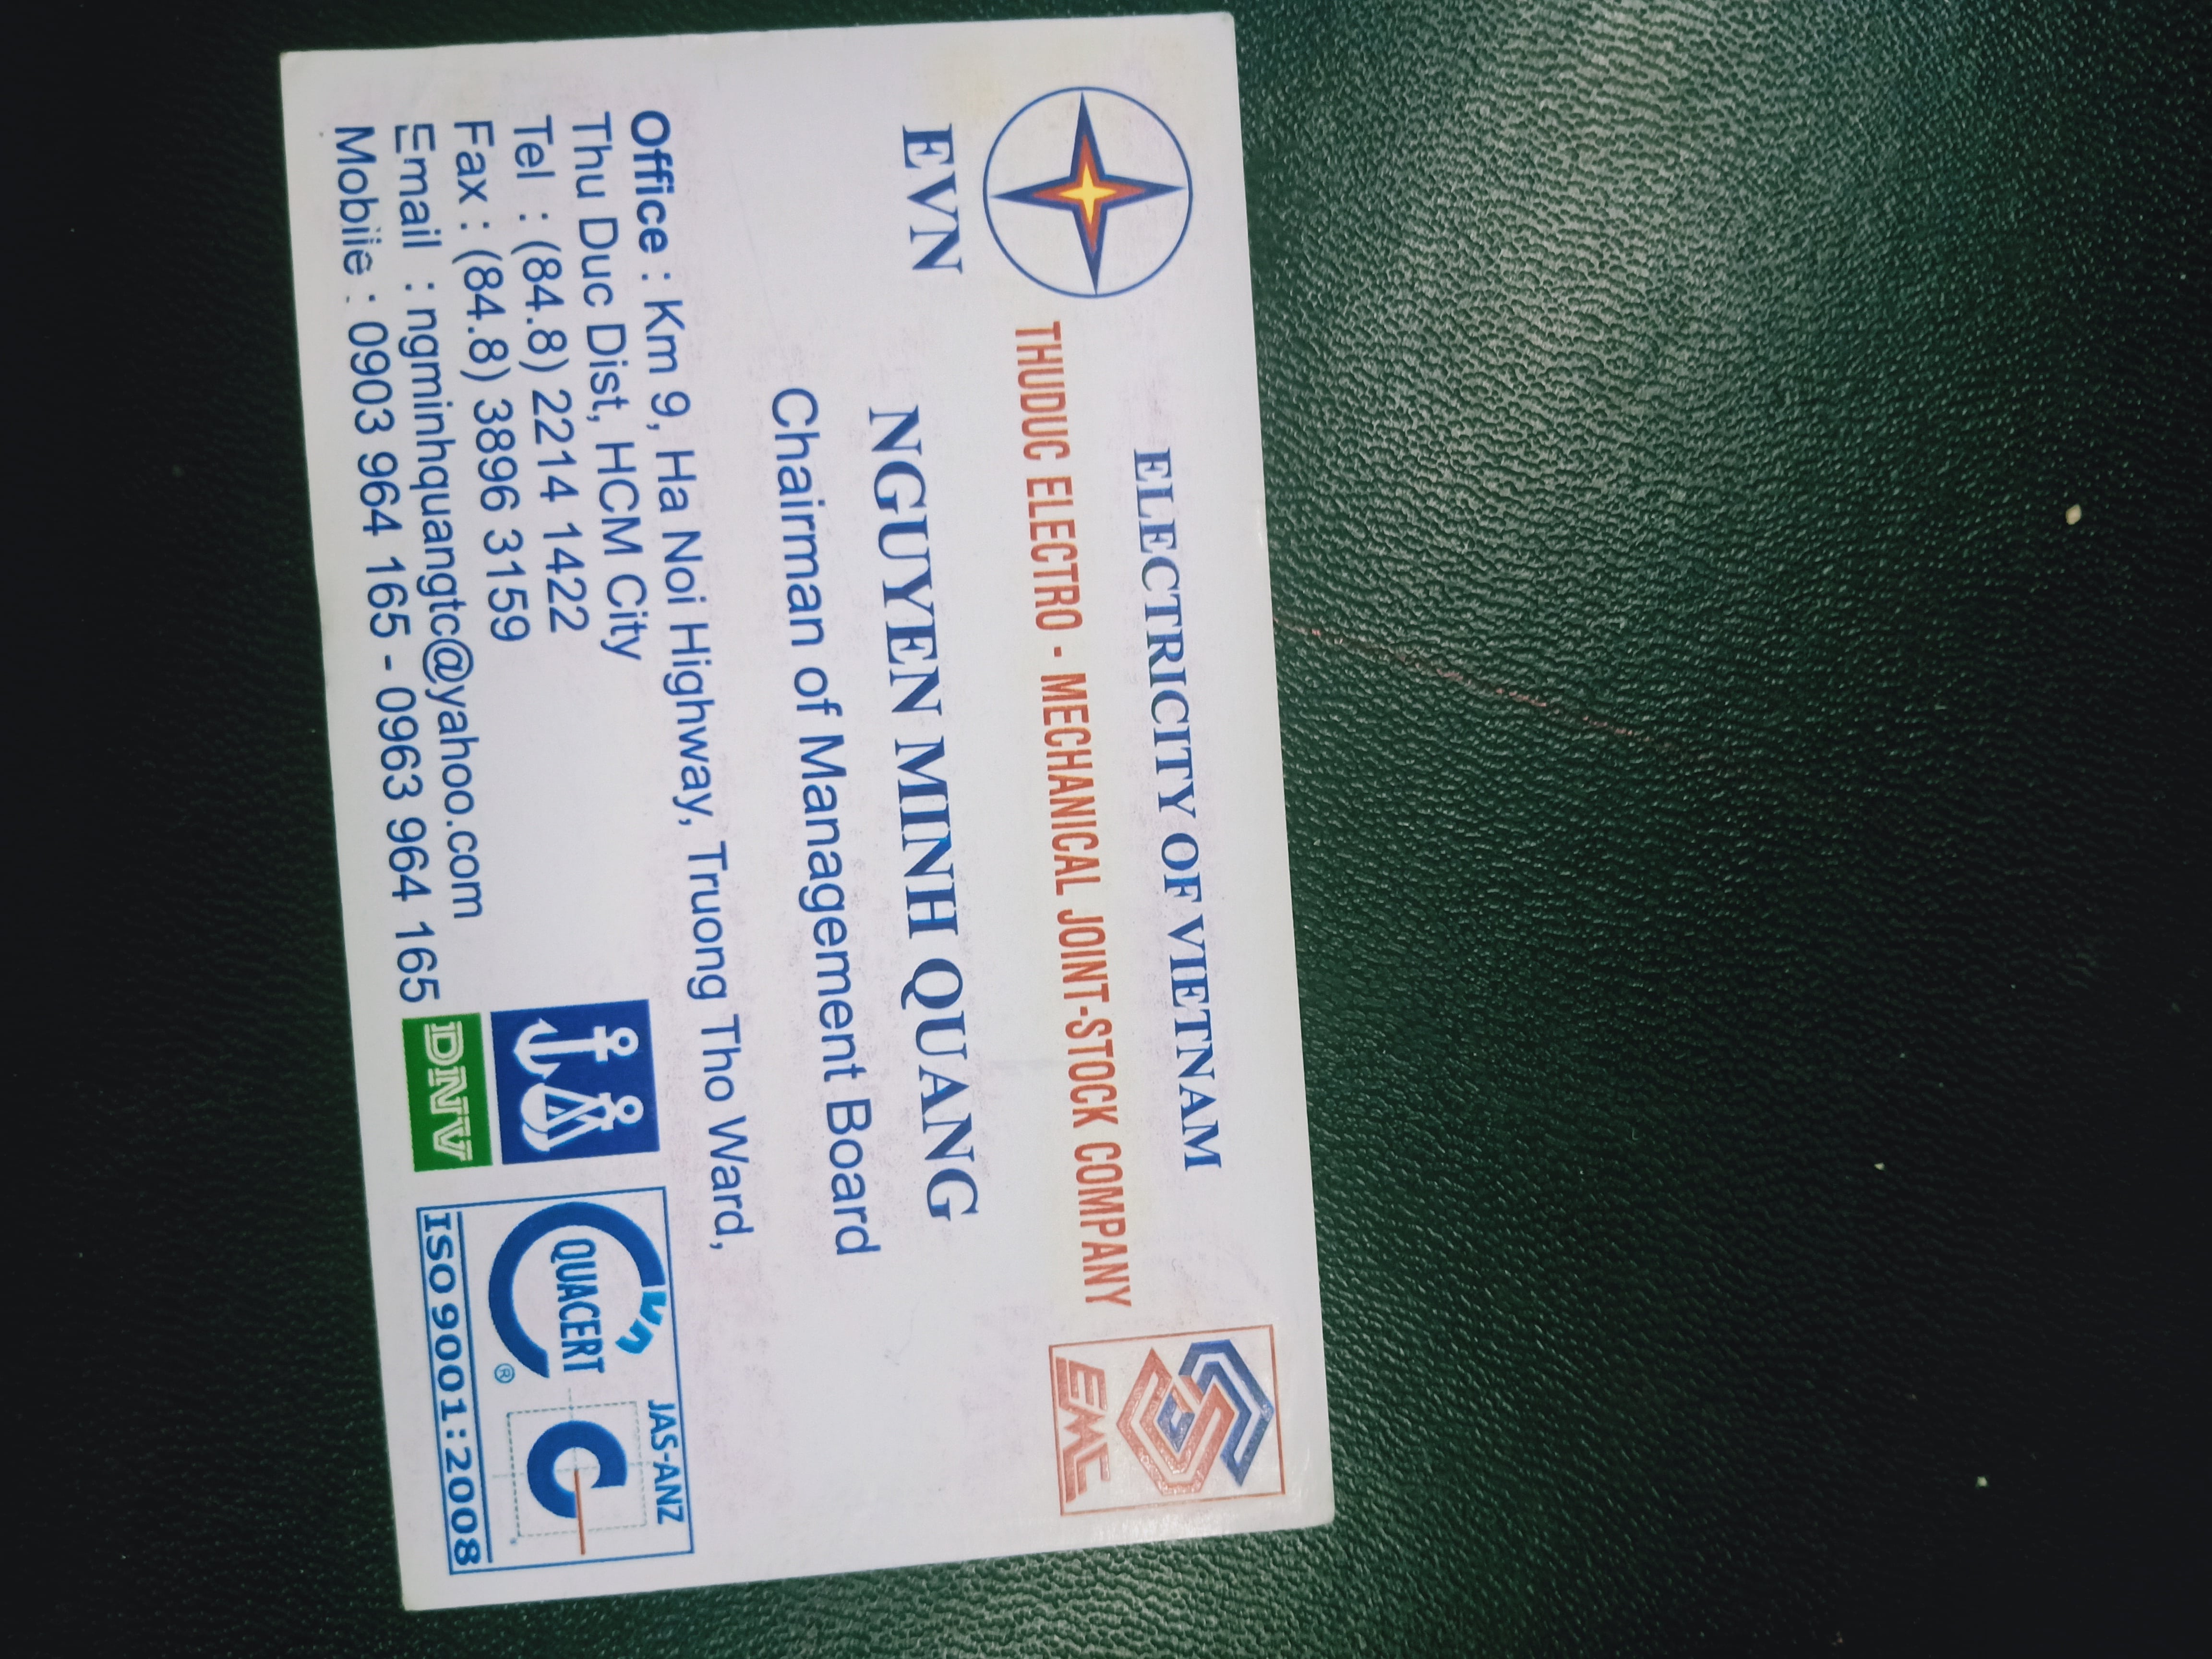 ELECTRICITY OF VIETNAM
THUDUC ELECTRO - MECHANICAL JOINT-STOCK COMPANY
EVN
EMC
NGUYEN MINH QUANG
Chairman of Management Board
Office : Km 9, Ha Noi Highway, Truong Tho Ward,
Thu Duc Dist, HCM City
Tel : (84.8) 2214 1422
Fax : (84.8) 3896 3159
Email : ngminhquangtc@yahoo.com
Mobile : 0903 964 165 - 0963 964 165
DNV
QUACERT ®
JAS-ANZ
ISO 9001:2008